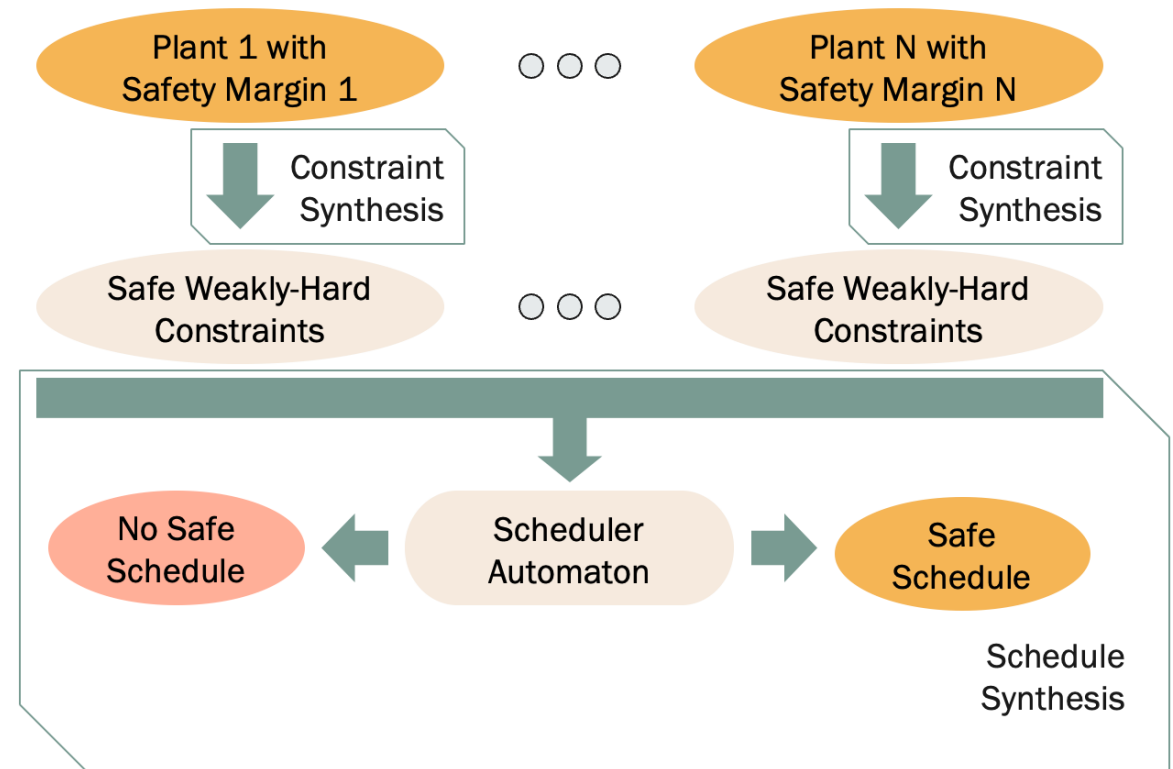 Plant 1 with
Safety Margin 1
Plant N with
Safety Margin N
Constraint
Synthesis
Constraint
Synthesis
Safe Weakly-Hard
Constraints
Safe Weakly-Hard
Constraints
No Safe
Schedule
Scheduler
Automaton
Safe
Schedule
Schedule
Synthesis